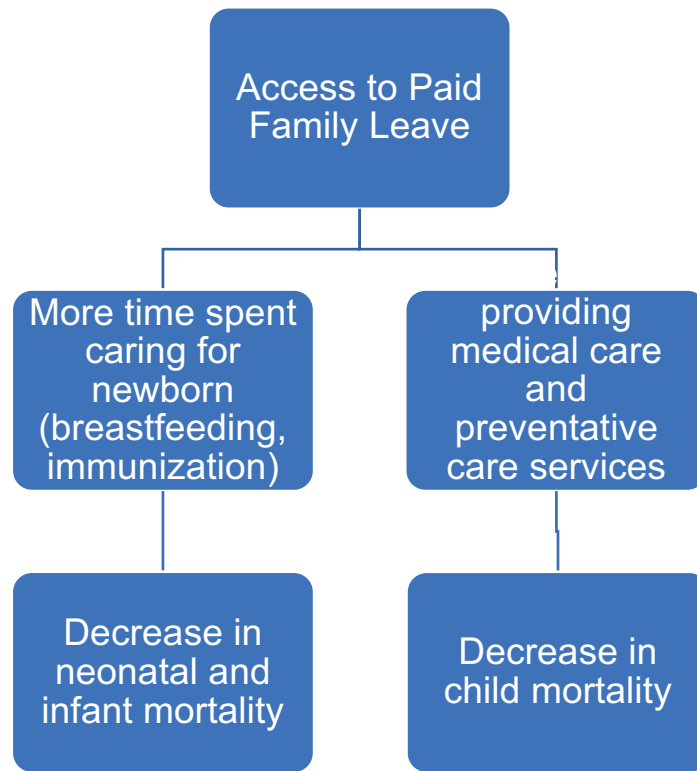 Access to Paid
Family Leave
More time spent
caring for
newborn
(breastfeeding,
immunization)
providing
medical care
and
preventative
care services
Decrease in
neonatal and
infant mortality
Decrease in
child mortality